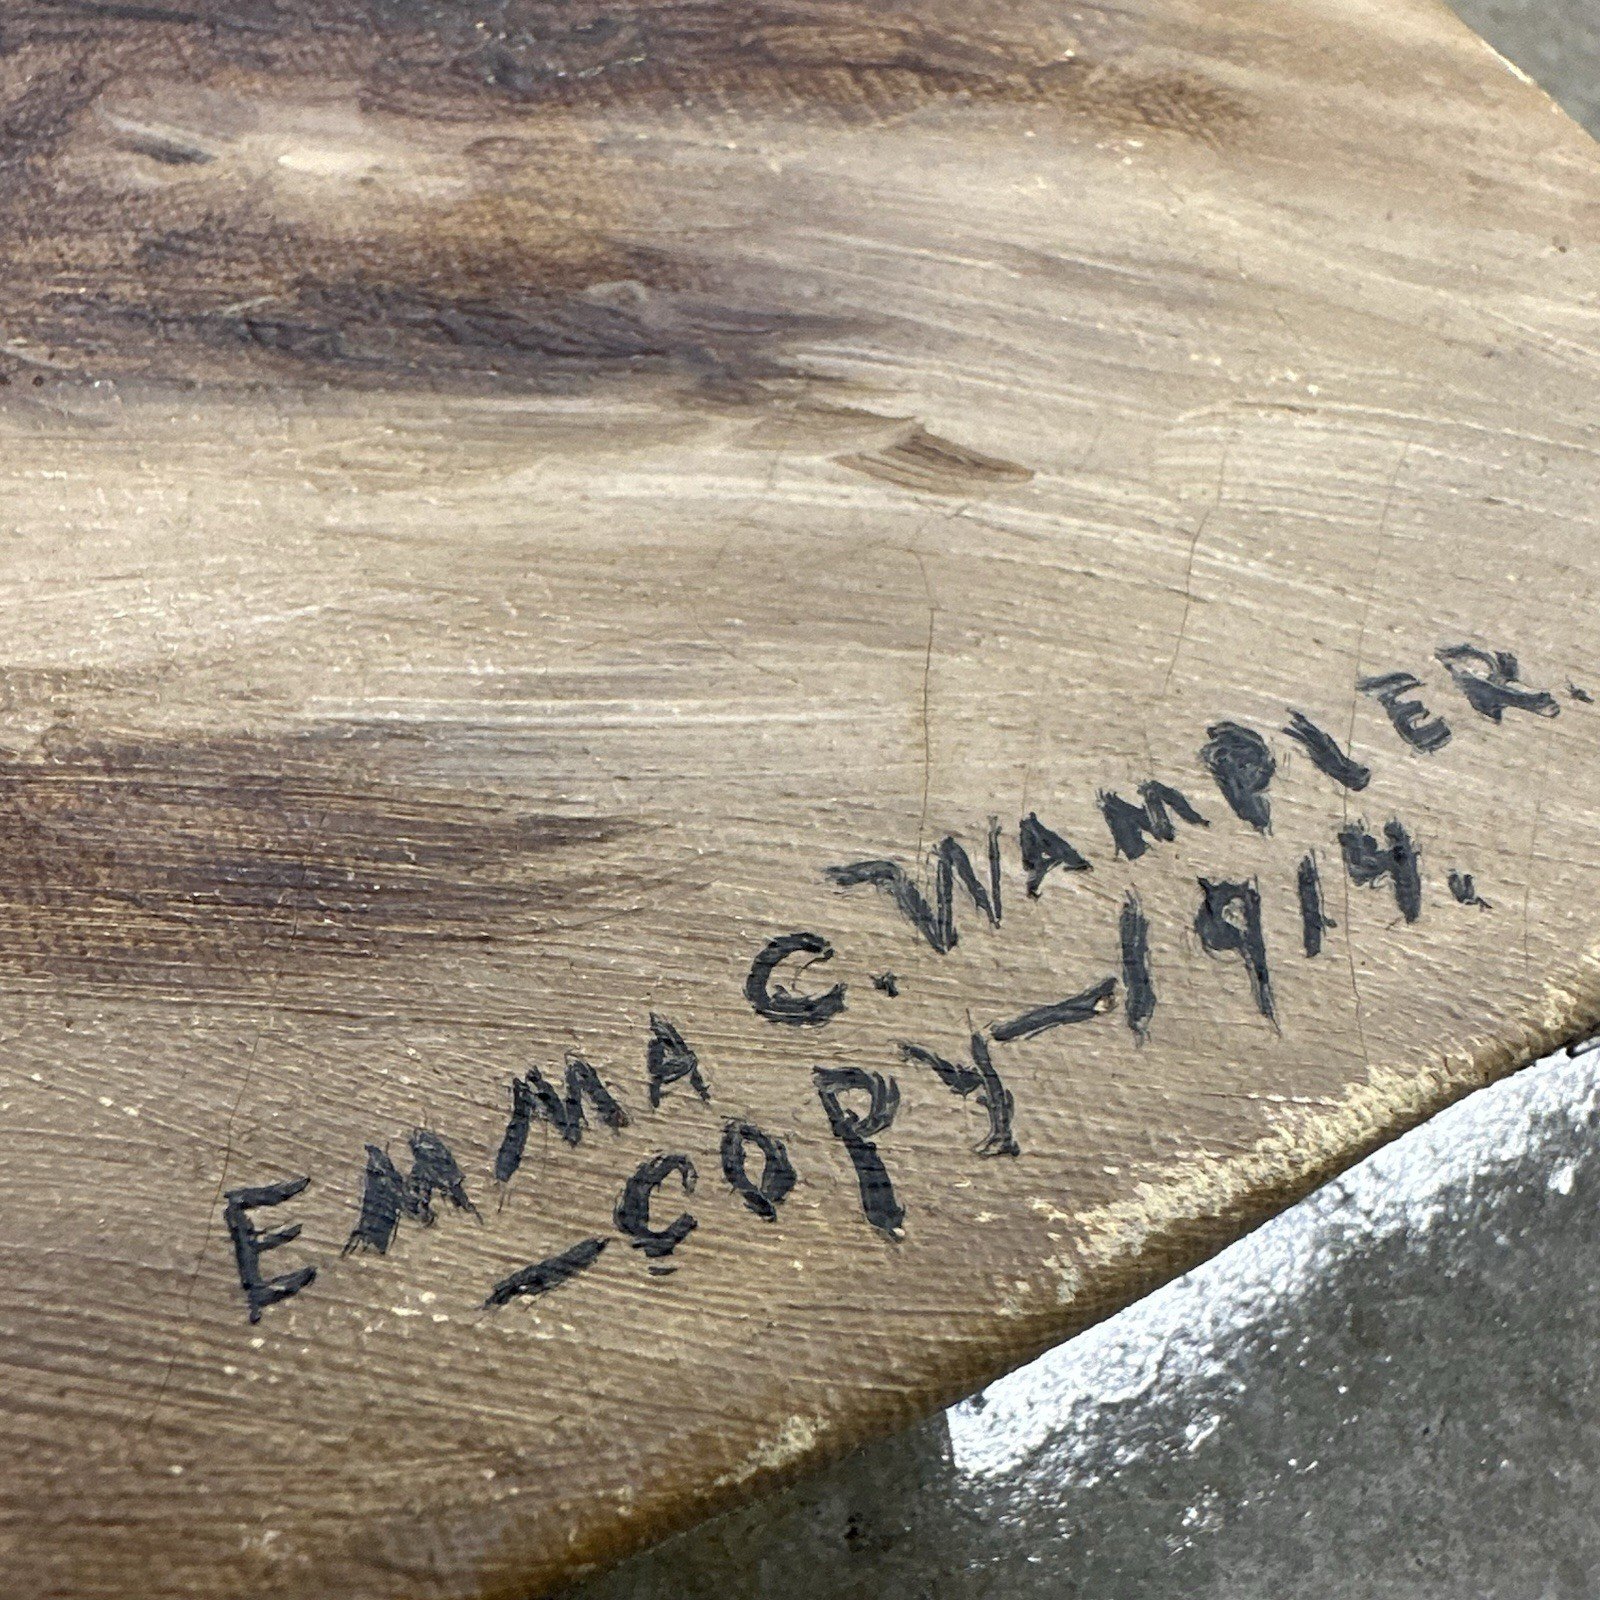 EMMA C. WAMPLER.
—COPY—1914.